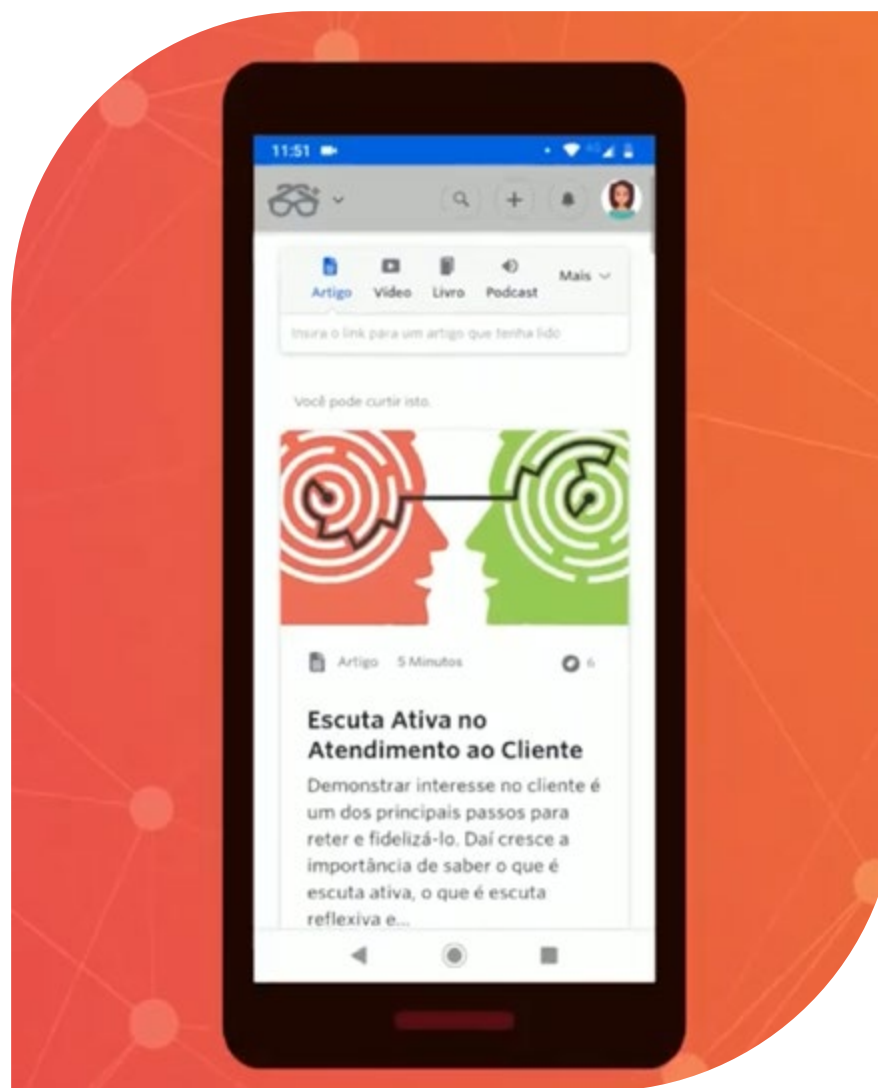 11:51
4G
Artigo Vídeo Livro Podcast Mais
Insira o link para um artigo que tenha lido
Você pode curtir isto.
Artigo 5 Minutos 6
Escuta Ativa no
Atendimento ao Cliente
Demonstrar interesse no cliente é
um dos principais passos para
reter e fidelizá-lo. Daí cresce a
importância de saber o que é
escuta ativa, o que é escuta
reflexiva e...